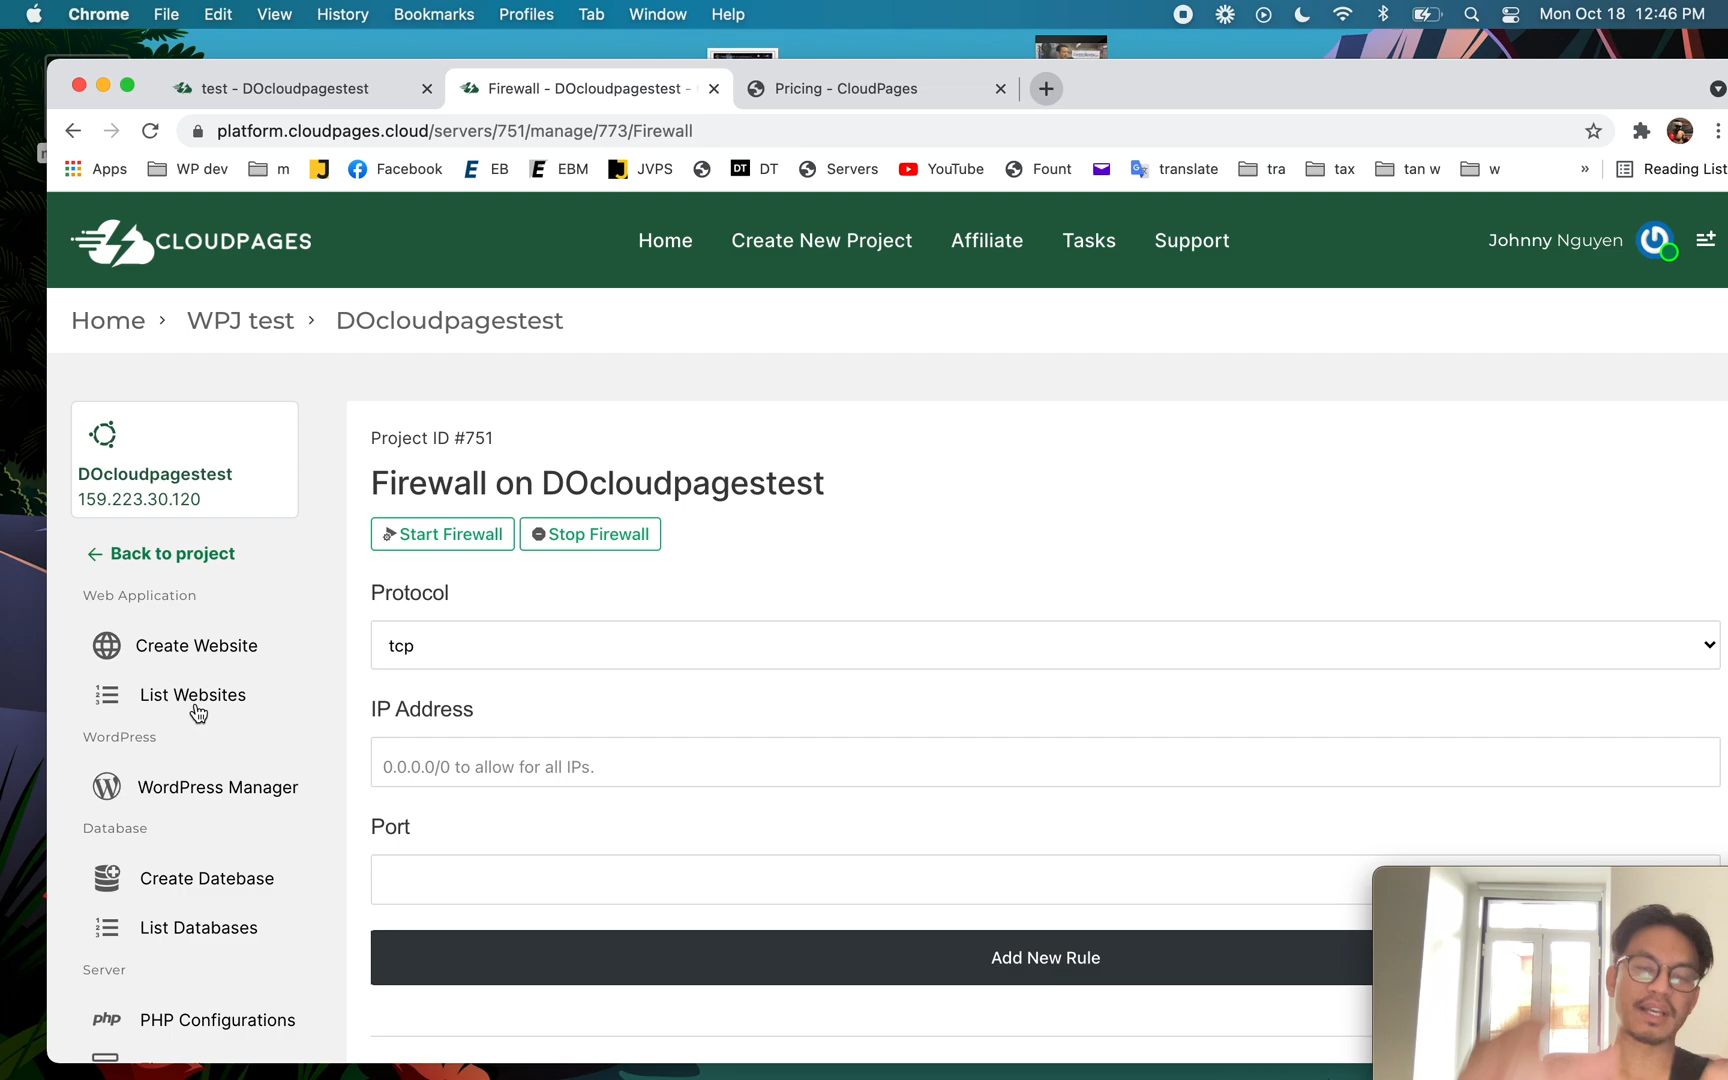 Chrome File Edit View History Bookmarks Profiles Tab Window Help Mon Oct 18 12:46 PM
test - DOcloudpagestest Firewall - DOcloudpagestest - Pricing - CloudPages
platform.cloudpages.cloud/servers/751/manage/773/Firewall
Apps WP dev m Facebook EB EBM JVPS DT DT Servers YouTube Fount translate tra tax tan w w » Reading List
CLOUDPAGES Home Create New Project Affiliate Tasks Support Johnny Nguyen
Home > WPJ test > DOcloudpagestest
DOcloudpagestest
159.223.30.120
← Back to project
Web Application
Create Website
List Websites
WordPress
WordPress Manager
Database
Create Datebase
List Databases
Server
php PHP Configurations
Project ID #751
Firewall on DOcloudpagestest
Start Firewall Stop Firewall
Protocol
tcp
IP Address
0.0.0.0/0 to allow for all IPs.
Port
Add New Rule